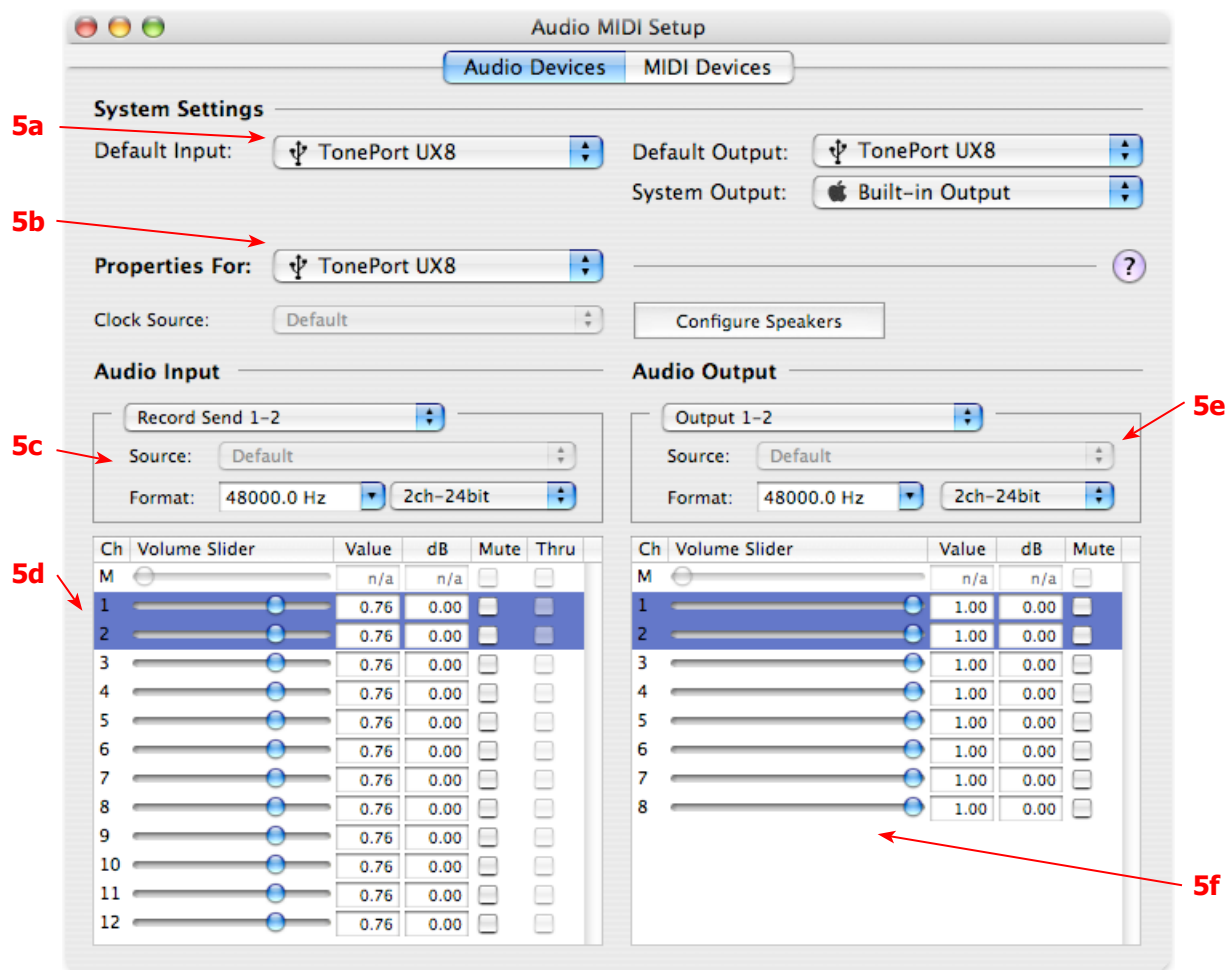 Audio MIDI Setup
Audio Devices MIDI Devices
System Settings
5a
Default Input: TonePort UX8 Default Output: TonePort UX8
System Output: Built-in Output
5b
Properties For: TonePort UX8 ?
Clock Source: Default Configure Speakers
Audio Input Audio Output
Record Send 1-2 Output 1-2
5e
5c
Source: Default Source: Default
Format: 48000.0 Hz 2ch-24bit Format: 48000.0 Hz 2ch-24bit
Ch Volume Slider Value dB Mute Thru Ch Volume Slider Value dB Mute
5d
M n/a n/a M n/a n/a
1 0.76 0.00 1 1.00 0.00
2 0.76 0.00 2 1.00 0.00
3 0.76 0.00 3 1.00 0.00
4 0.76 0.00 4 1.00 0.00
5 0.76 0.00 5 1.00 0.00
6 0.76 0.00 6 1.00 0.00
7 0.76 0.00 7 1.00 0.00
8 0.76 0.00 8 1.00 0.00
9 0.76 0.00
10 0.76 0.00
11 0.76 0.00
5f
12 0.76 0.00